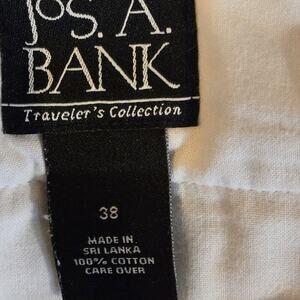 JoS. A.
BANK
Traveler's Collection
38
MADE IN
SRI LANKA
100% COTTON
CARE OVER